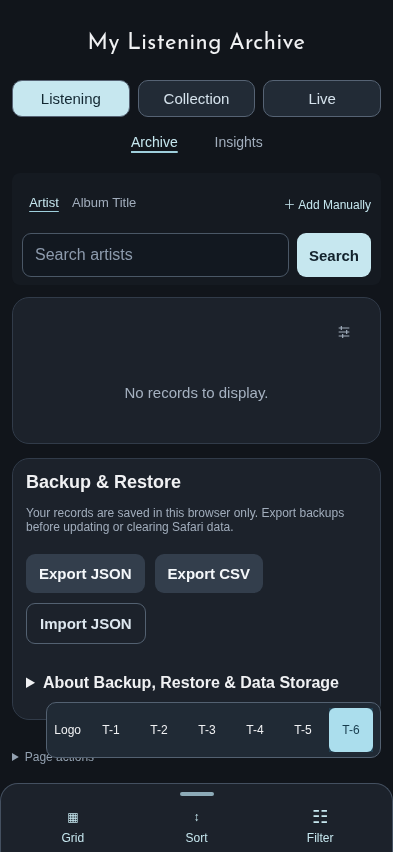 My Listening Archive
Listening Collection Live
Archive Insights
Artist Album Title + Add Manually
Search artists Search
No records to display.
Backup & Restore
Your records are saved in this browser only. Export backups
before updating or clearing Safari data.
Export JSON Export CSV
Import JSON
About Backup, Restore & Data Storage
Logo T-1 T-2 T-3 T-4 T-5 T-6
Page actions
Grid Sort Filter